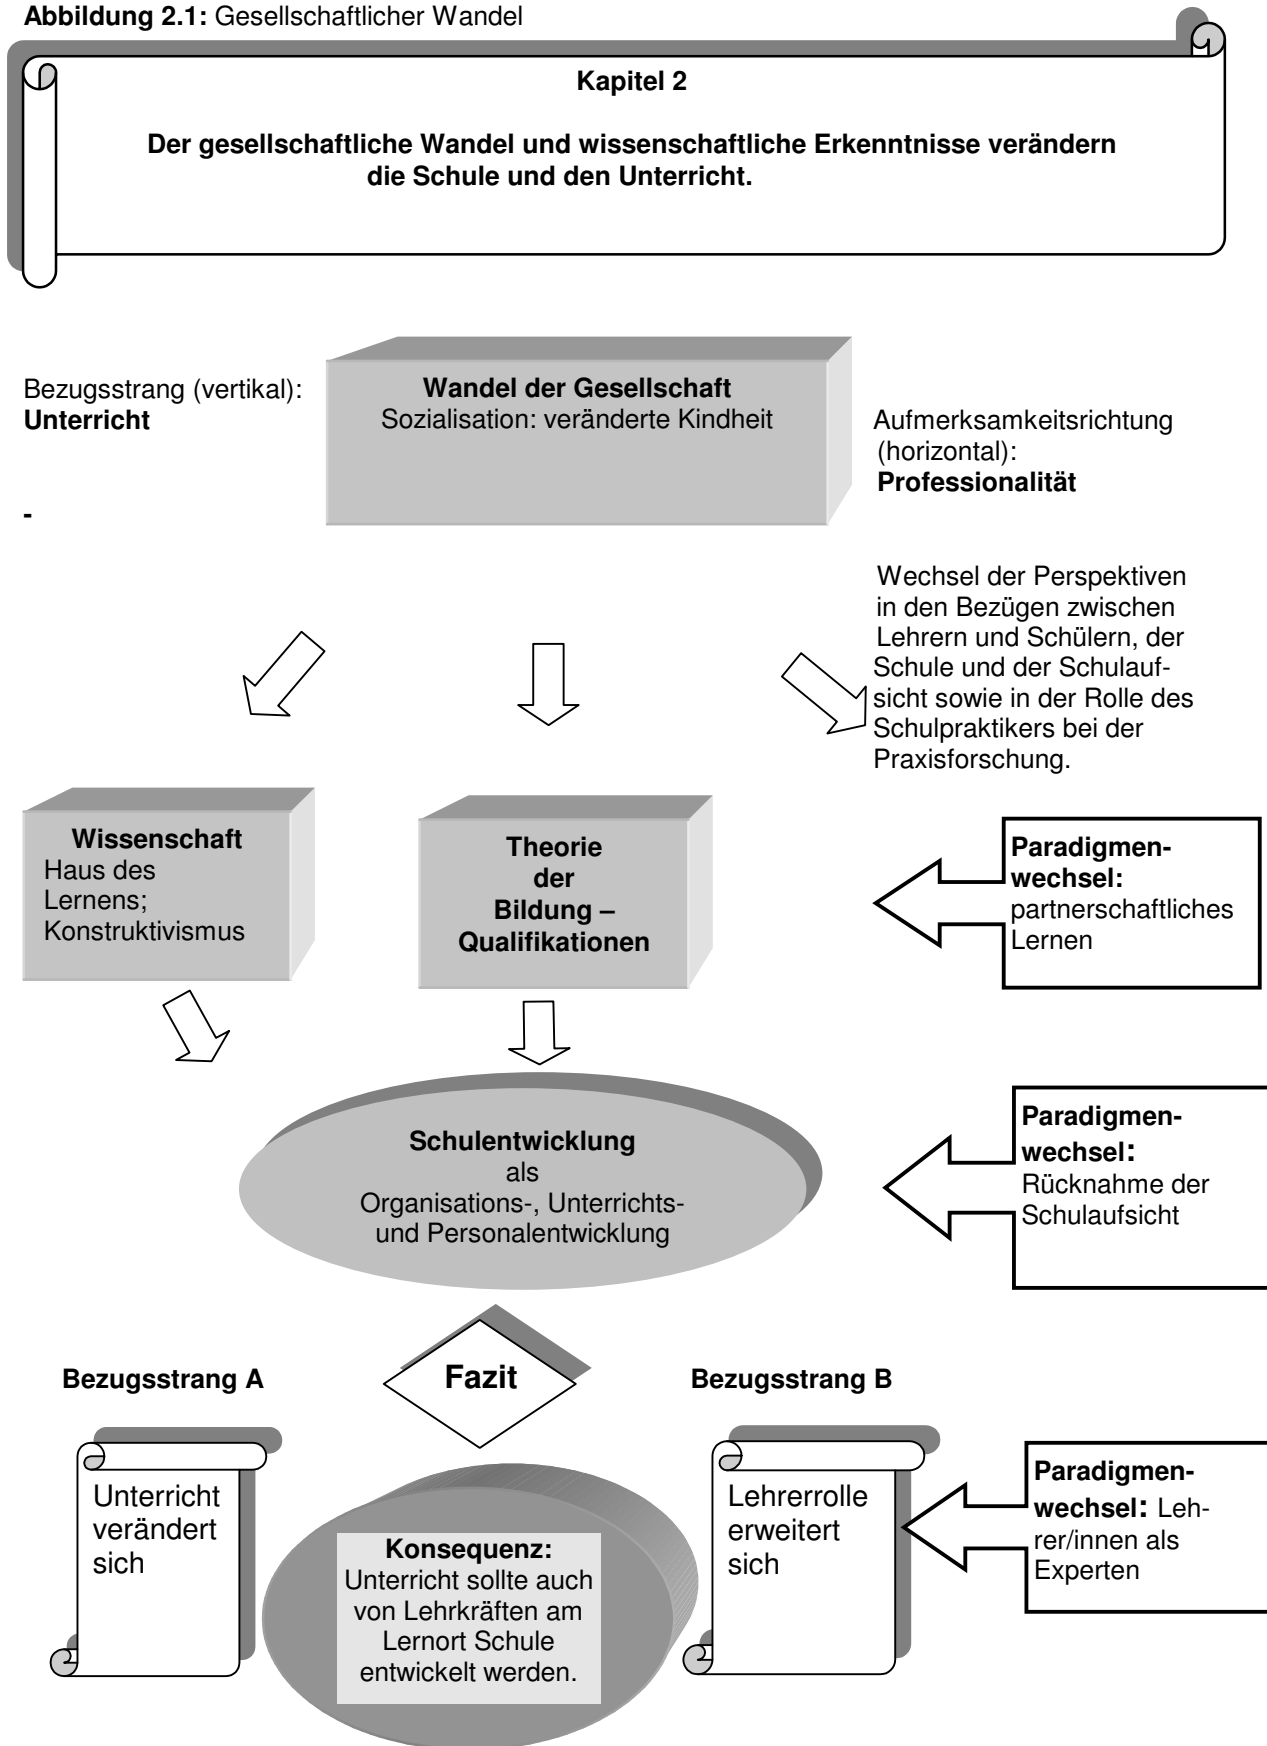 Abbildung 2.1: Gesellschaftlicher Wandel
Kapitel 2
Der gesellschaftliche Wandel und wissenschaftliche Erkenntnisse verändern
die Schule und den Unterricht.
Bezugsstrang (vertikal):
Unterricht
-
Wandel der Gesellschaft
Sozialisation: veränderte Kindheit
Aufmerksamkeitsrichtung
(horizontal):
Professionalität
Wechsel der Perspektiven
in den Bezügen zwischen
Lehrern und Schülern, der
Schule und der Schulauf-
sicht sowie in der Rolle des
Schulpraktikers bei der
Praxisforschung.
Wissenschaft
Haus des
Lernens;
Konstruktivismus
Theorie
der
Bildung –
Qualifikationen
Paradigmen-
wechsel:
partnerschaftliches
Lernen
Schulentwicklung
als
Organisations-, Unterrichts-
und Personalentwicklung
Paradigmen-
wechsel:
Rücknahme der
Schulaufsicht
Bezugsstrang A
Fazit
Bezugsstrang B
Unterricht
verändert
sich
Konsequenz:
Unterricht sollte auch
von Lehrkräften am
Lernort Schule
entwickelt werden.
Lehrerrolle
erweitert
sich
Paradigmen-
wechsel: Leh-
rer/innen als
Experten